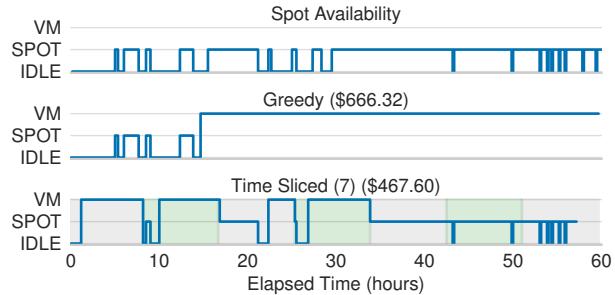 Spot Availability
VM
SPOT
IDLE
Greedy ($666.32)
VM
SPOT
IDLE
Time Sliced (7) ($467.60)
VM
SPOT
IDLE
0 10 20 30 40 50 60
Elapsed Time (hours)